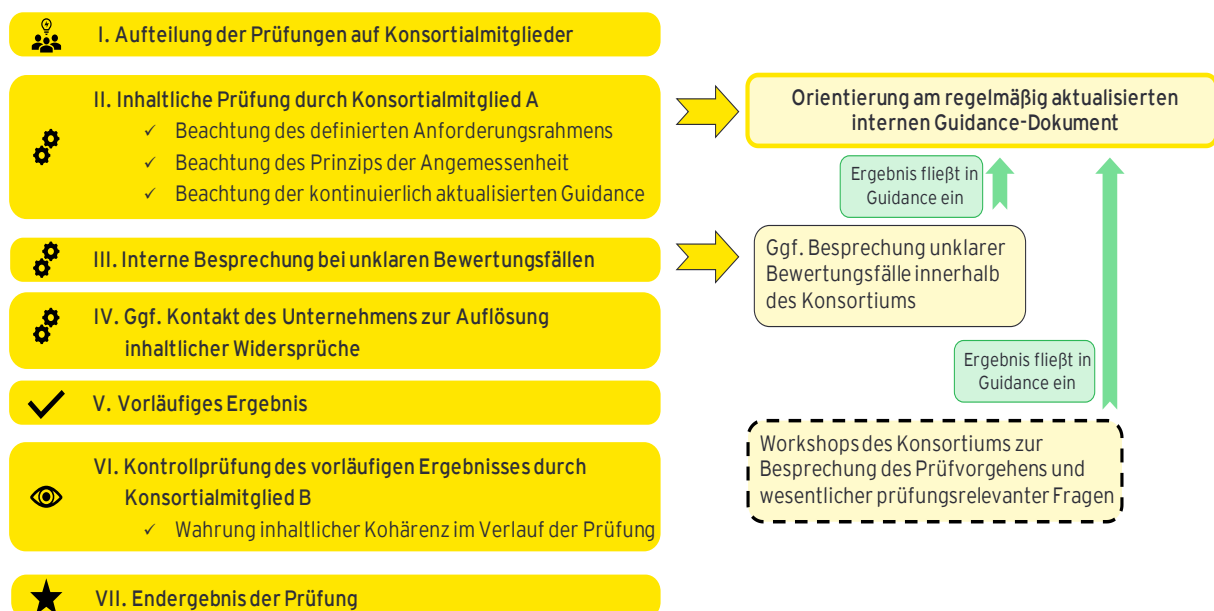 I. Aufteilung der Prüfungen auf Konsortialmitglieder
II. Inhaltliche Prüfung durch Konsortialmitglied A
✓ Beachtung des definierten Anforderungsrahmens
✓ Beachtung des Prinzips der Angemessenheit
✓ Beachtung der kontinuierlich aktualisierten Guidance
III. Interne Besprechung bei unklaren Bewertungsfällen
IV. Ggf. Kontakt des Unternehmens zur Auflösung
inhaltlicher Widersprüche
V. Vorläufiges Ergebnis
VI. Kontrollprüfung des vorläufigen Ergebnisses durch
Konsortialmitglied B
✓ Wahrung inhaltlicher Kohärenz im Verlauf der Prüfung
VII. Endergebnis der Prüfung
Orientierung am regelmäßig aktualisierten
internen Guidance-Dokument
Ergebnis fließt in
Guidance ein
Ggf. Besprechung unklarer
Bewertungsfälle innerhalb
des Konsortiums
Ergebnis fließt in
Guidance ein
Workshops des Konsortiums zur
Besprechung des Prüfvorgehens und
wesentlicher prüfungsrelevanter Fragen